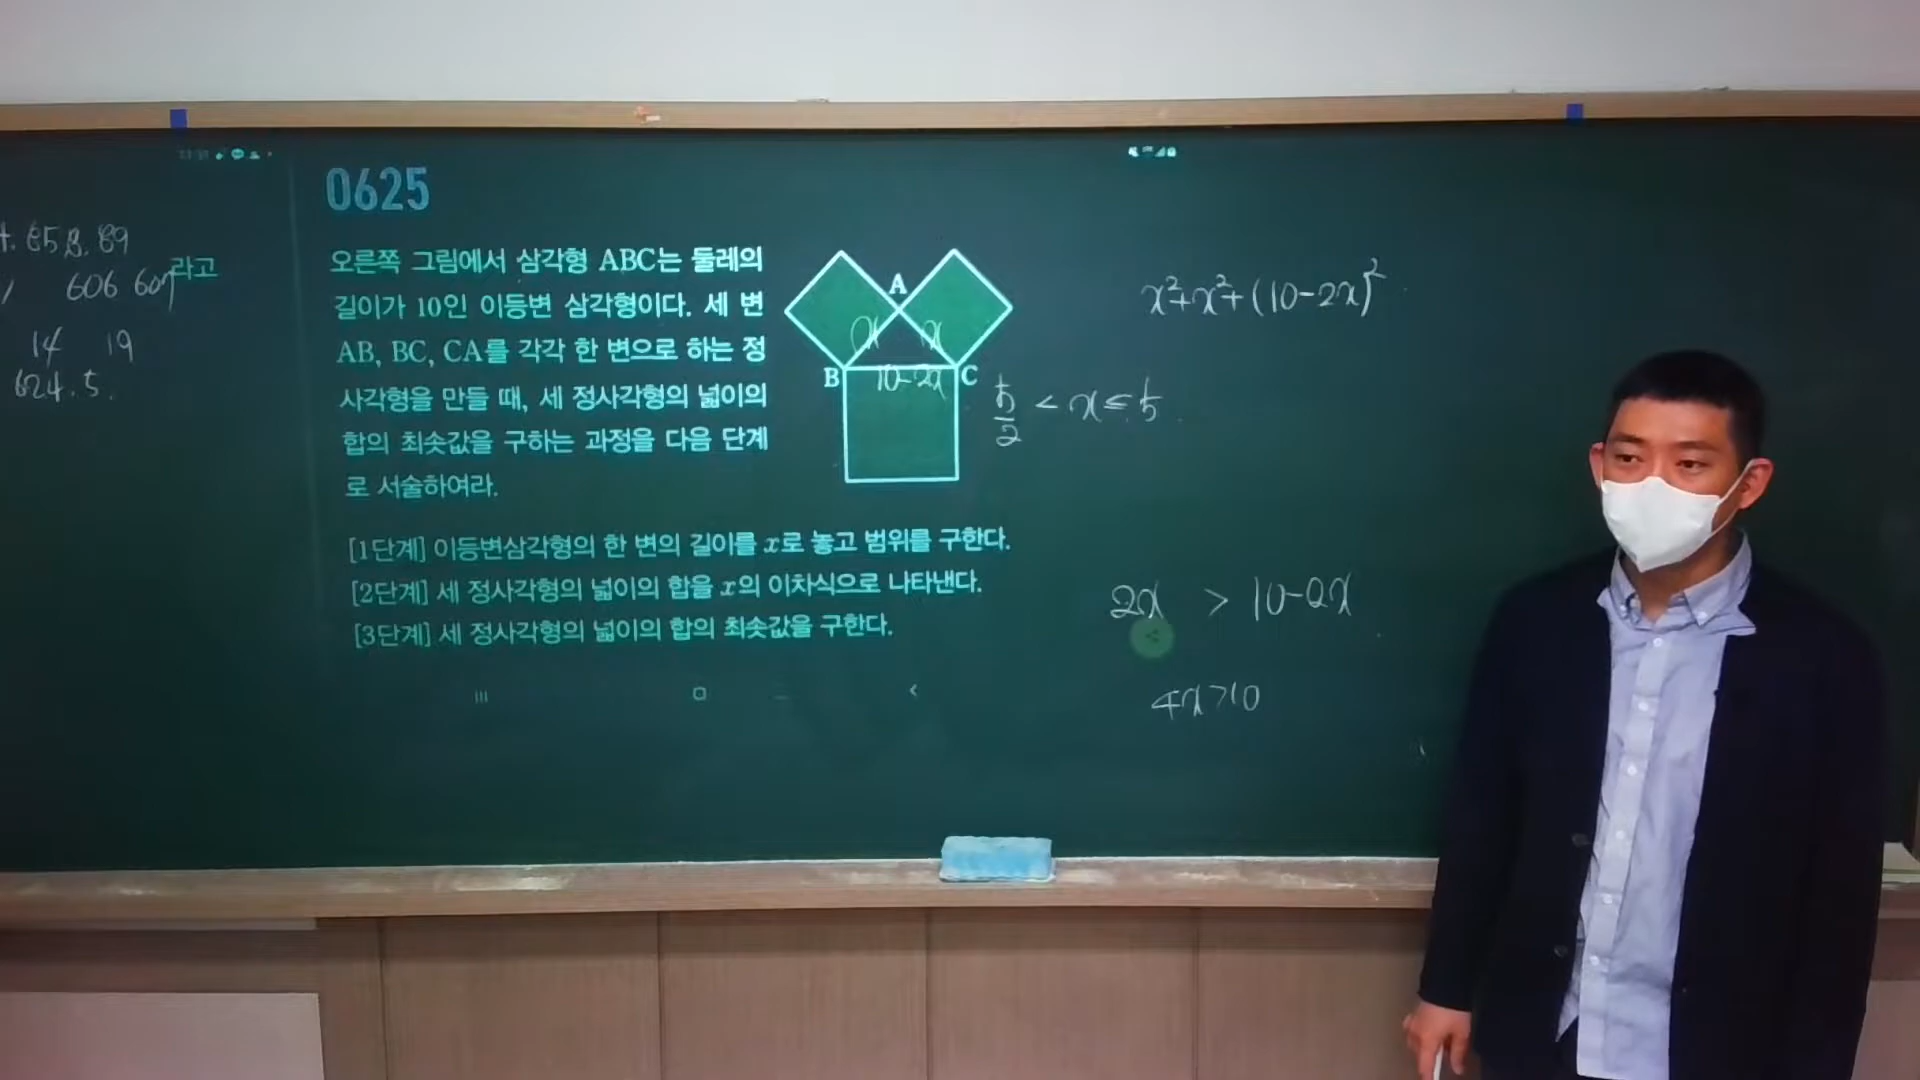 658. 89
606 607
14 19
624. 5.
라고
0625
오른쪽 그림에서 삼각형 ABC는 둘레의
길이가 10인 이등변 삼각형이다. 세 변
AB, BC, CA를 각각 한 변으로 하는 정
사각형을 만들 때, 세 정사각형의 넓이의
합의 최솟값을 구하는 과정을 다음 단계
로 서술하여라.
A
x x
B 10-2x C
[1단계] 이등변삼각형의 한 변의 길이를 x로 놓고 범위를 구한다.
[2단계] 세 정사각형의 넓이의 합을 x의 이차식으로 나타낸다.
[3단계] 세 정사각형의 넓이의 합의 최솟값을 구한다.
x²+x²+(10-2x)²
5/2 < x ≤ 5
2x > 10-2x
4x>10